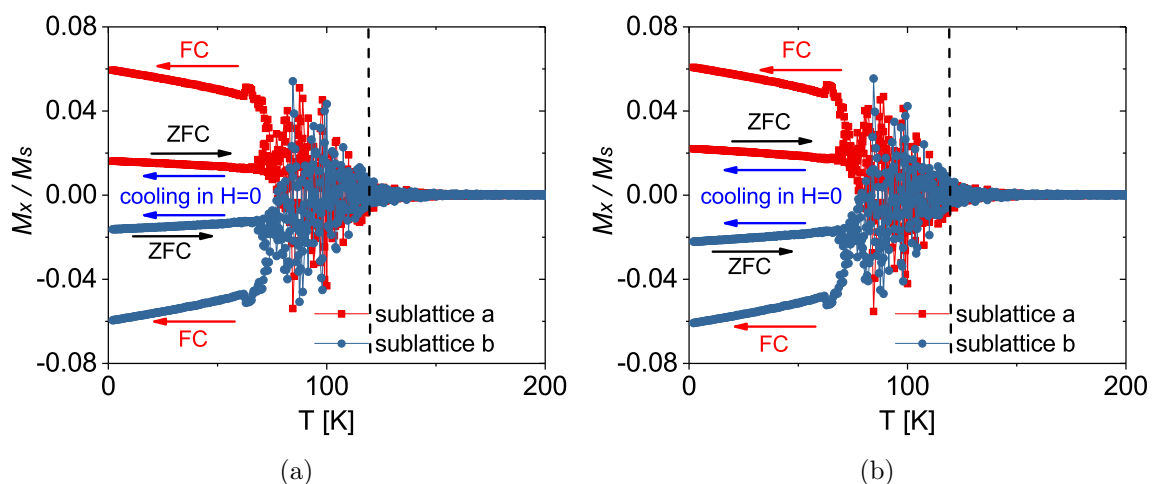 0.08
0.04
0.00
-0.04
-0.08
Mx / Ms
FC
ZFC
cooling in H=0
ZFC
FC
sublattice a
sublattice b
0
100
200
T [K]
(a)
0.08
0.04
0.00
-0.04
-0.08
Mx / Ms
FC
ZFC
cooling in H=0
ZFC
FC
sublattice a
sublattice b
0
100
200
T [K]
(b)